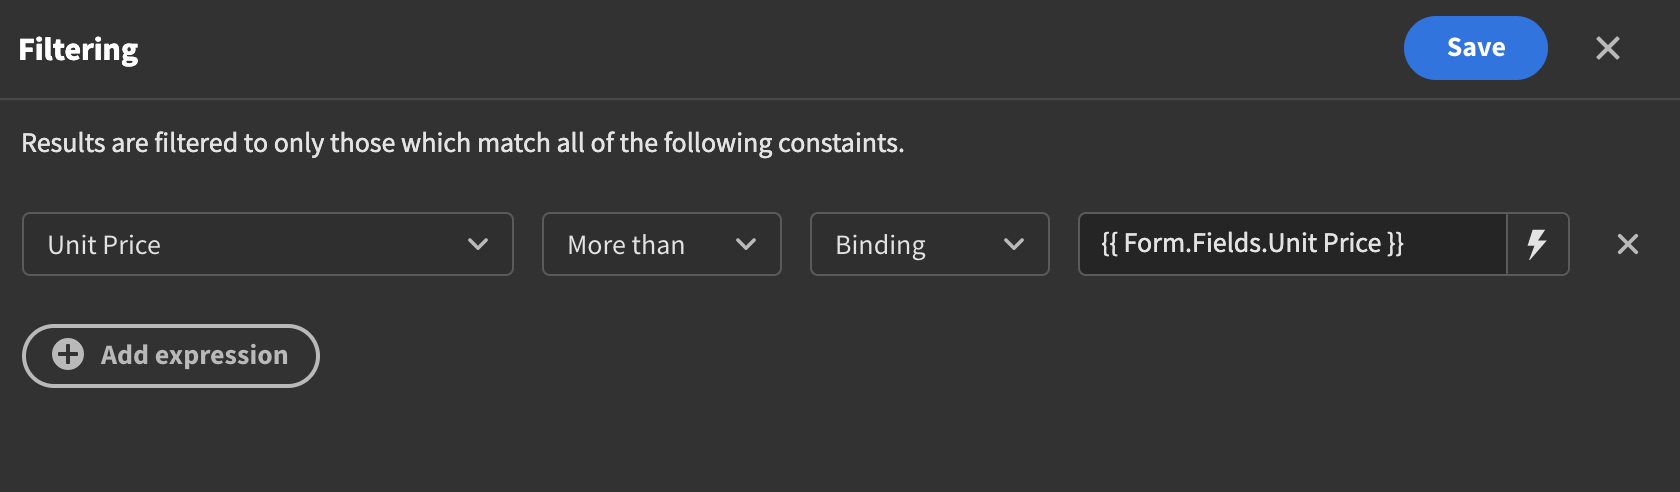 Filtering
Save
Results are filtered to only those which match all of the following constaints.
Unit Price
More than
Binding
{{ Form.Fields.Unit Price }}
Add expression